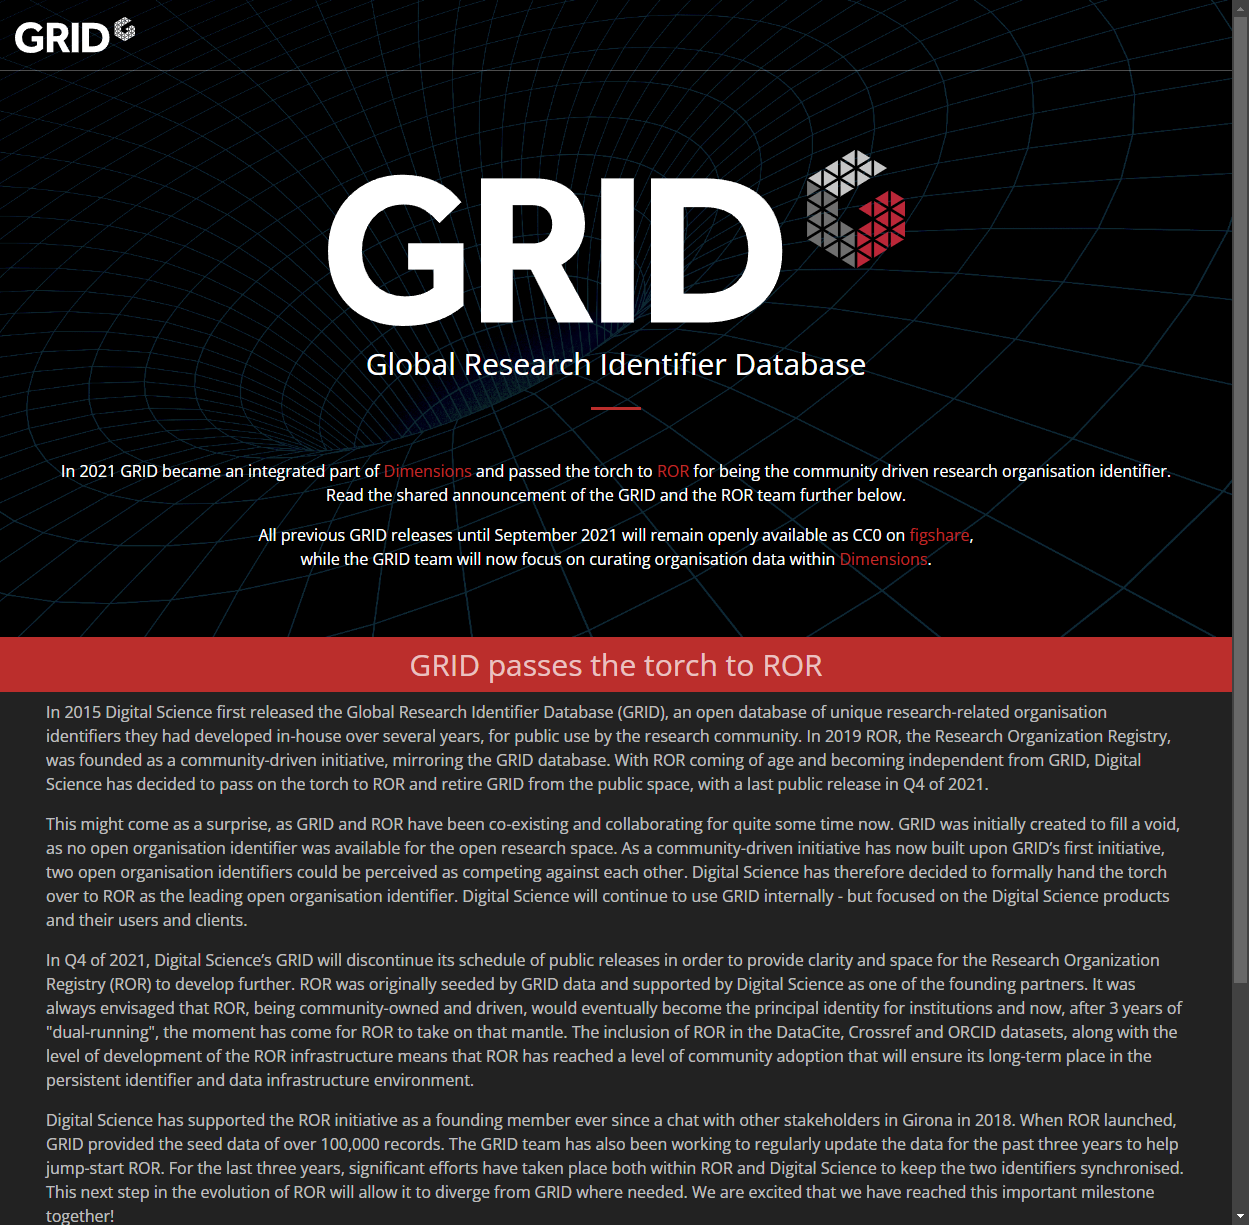 GRID
GRID
Global Research Identifier Database
In 2021 GRID became an integrated part of Dimensions and passed the torch to ROR for being the community driven research organisation identifier.
Read the shared announcement of the GRID and the ROR team further below.
All previous GRID releases until September 2021 will remain openly available as CC0 on figshare,
while the GRID team will now focus on curating organisation data within Dimensions.
GRID passes the torch to ROR
In 2015 Digital Science first released the Global Research Identifier Database (GRID), an open database of unique research-related organisation
identifiers they had developed in-house over several years, for public use by the research community. In 2019 ROR, the Research Organization Registry,
was founded as a community-driven initiative, mirroring the GRID database. With ROR coming of age and becoming independent from GRID, Digital
Science has decided to pass on the torch to ROR and retire GRID from the public space, with a last public release in Q4 of 2021.
This might come as a surprise, as GRID and ROR have been co-existing and collaborating for quite some time now. GRID was initially created to fill a void,
as no open organisation identifier was available for the open research space. As a community-driven initiative has now built upon GRID’s first initiative,
two open organisation identifiers could be perceived as competing against each other. Digital Science has therefore decided to formally hand the torch
over to ROR as the leading open organisation identifier. Digital Science will continue to use GRID internally - but focused on the Digital Science products
and their users and clients.
In Q4 of 2021, Digital Science’s GRID will discontinue its schedule of public releases in order to provide clarity and space for the Research Organization
Registry (ROR) to develop further. ROR was originally seeded by GRID data and supported by Digital Science as one of the founding partners. It was
always envisaged that ROR, being community-owned and driven, would eventually become the principal identity for institutions and now, after 3 years of
"dual-running", the moment has come for ROR to take on that mantle. The inclusion of ROR in the DataCite, Crossref and ORCID datasets, along with the
level of development of the ROR infrastructure means that ROR has reached a level of community adoption that will ensure its long-term place in the
persistent identifier and data infrastructure environment.
Digital Science has supported the ROR initiative as a founding member ever since a chat with other stakeholders in Girona in 2018. When ROR launched,
GRID provided the seed data of over 100,000 records. The GRID team has also been working to regularly update the data for the past three years to help
jump-start ROR. For the last three years, significant efforts have taken place both within ROR and Digital Science to keep the two identifiers synchronised.
This next step in the evolution of ROR will allow it to diverge from GRID where needed. We are excited that we have reached this important milestone
together!